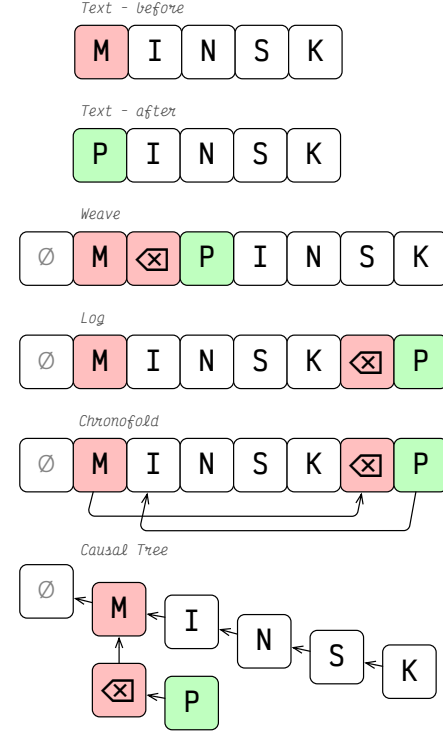 Text - before
M I N S K
Text - after
P I N S K
Weave
∅ M ⌫ P I N S K
Log
∅ M I N S K ⌫ P
Chronofold
∅ M I N S K ⌫ P
Causal Tree
∅
M
I
N
S
K
⌫
P